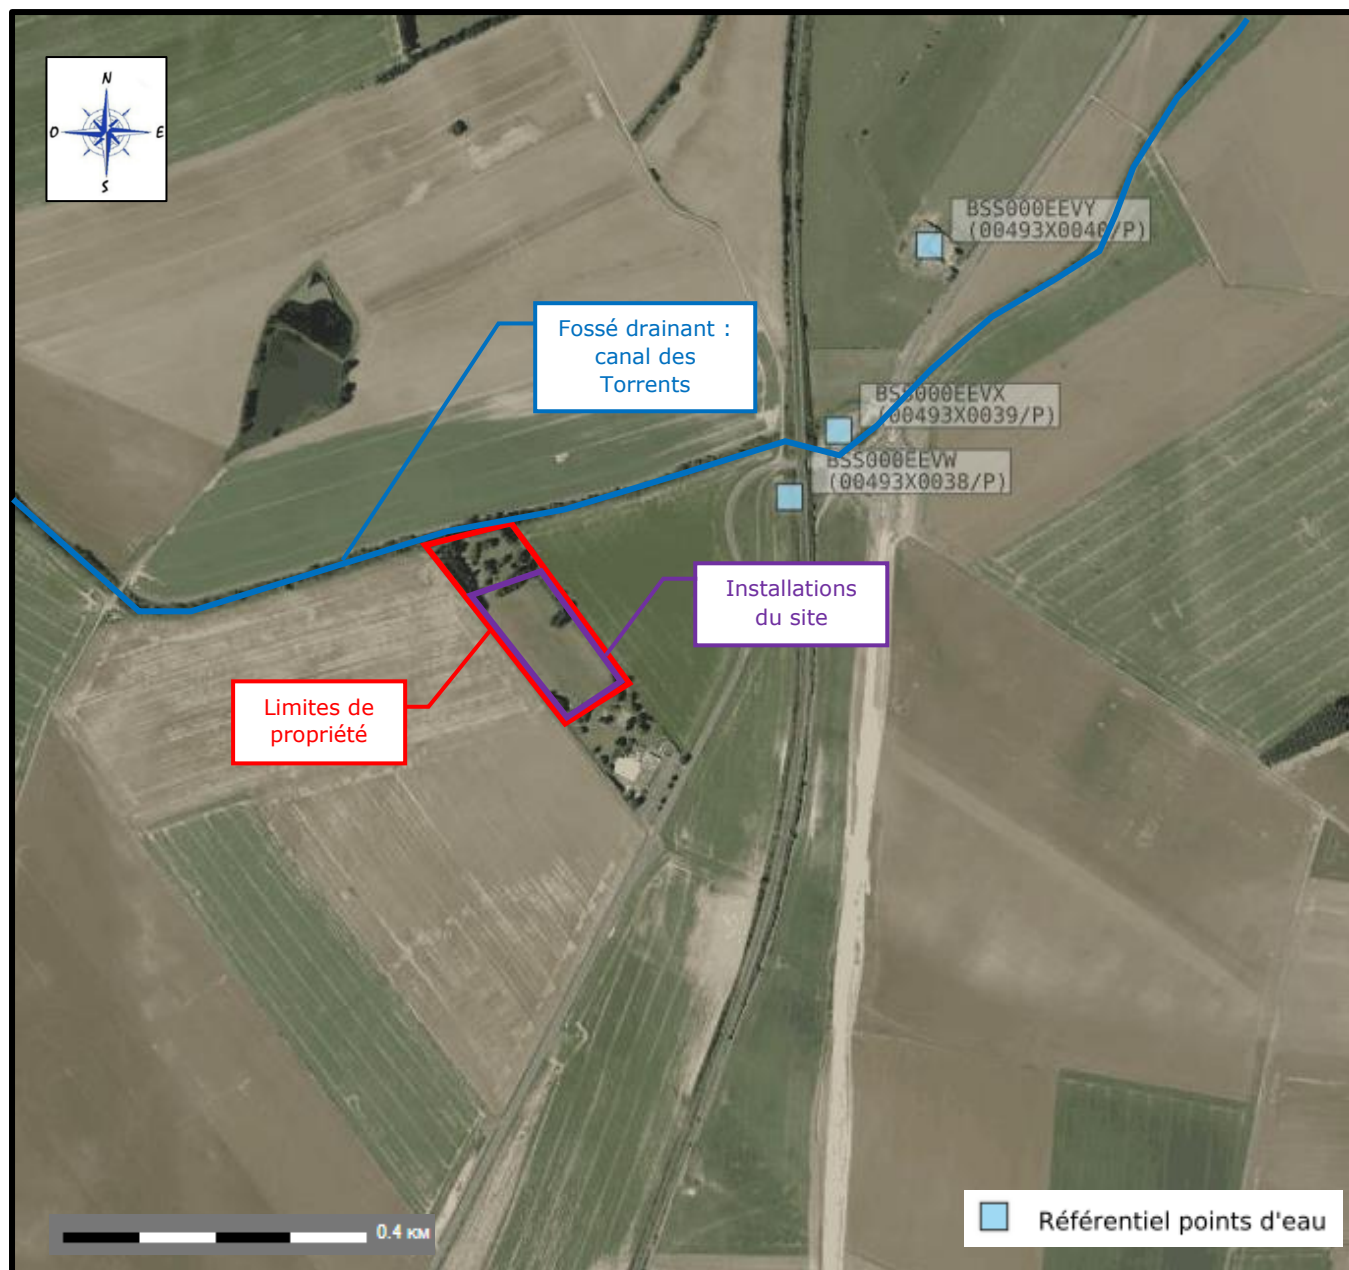 N
O
E
S
BSS000EEVY
(00493X0040/P)
Fossé drainant :
canal des
Torrents
BSS000EEVX
(00493X0039/P)
BSS000EEVW
(00493X0038/P)
Installations
du site
Limites de
propriété
0.4 км
Référentiel points d'eau